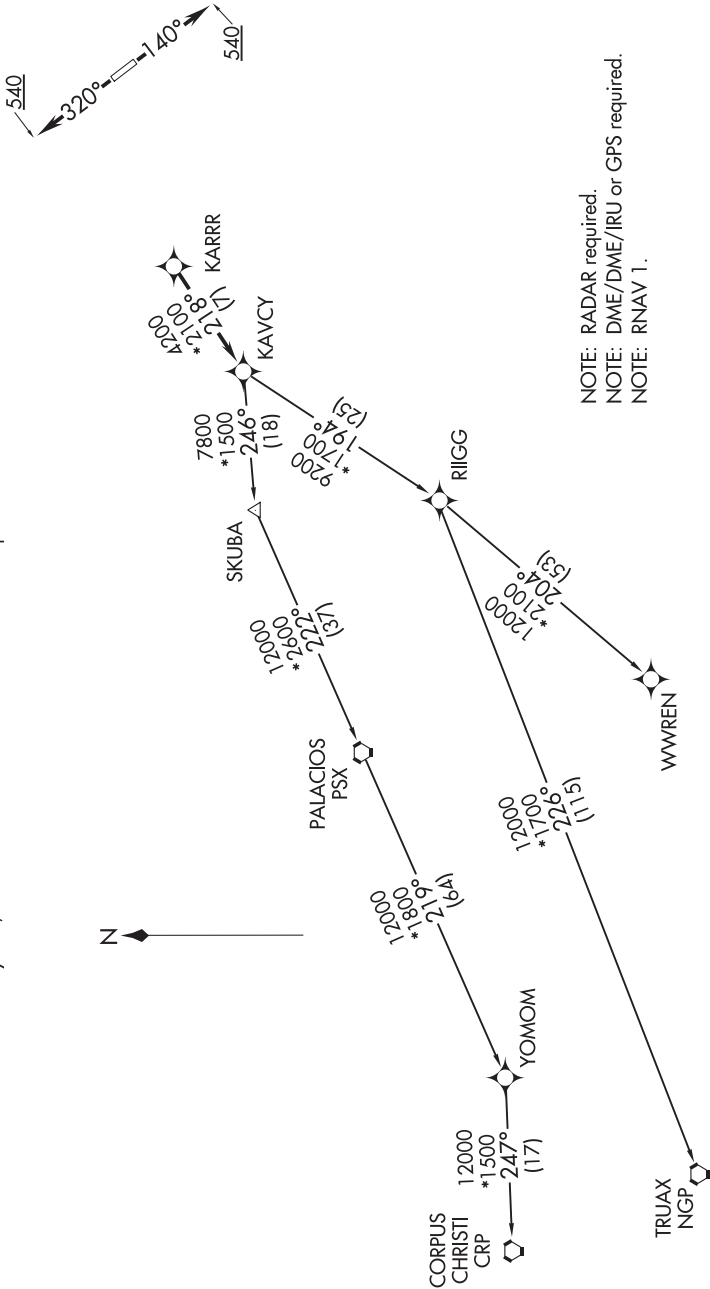 540
320°
140°
540
KARRR
4200
*2100
218°
(7)
KAVCY
7800
*1500
246°
(18)
SKUBA
9200
*1700
194°
(25)
RIIGG
12000
*2600
222°
(37)
PALACIOS
PSX
12000
*2100
204°
(53)
WWREN
12000
*1700
226°
(115)
TRUAX
NGP
12000
*1800
219°
(64)
YOMOM
12000
*1500
247°
(17)
CORPUS
CHRISTI
CRP
N
NOTE: RADAR required.
NOTE: DME/DME/IRU or GPS required.
NOTE: RNAV 1.